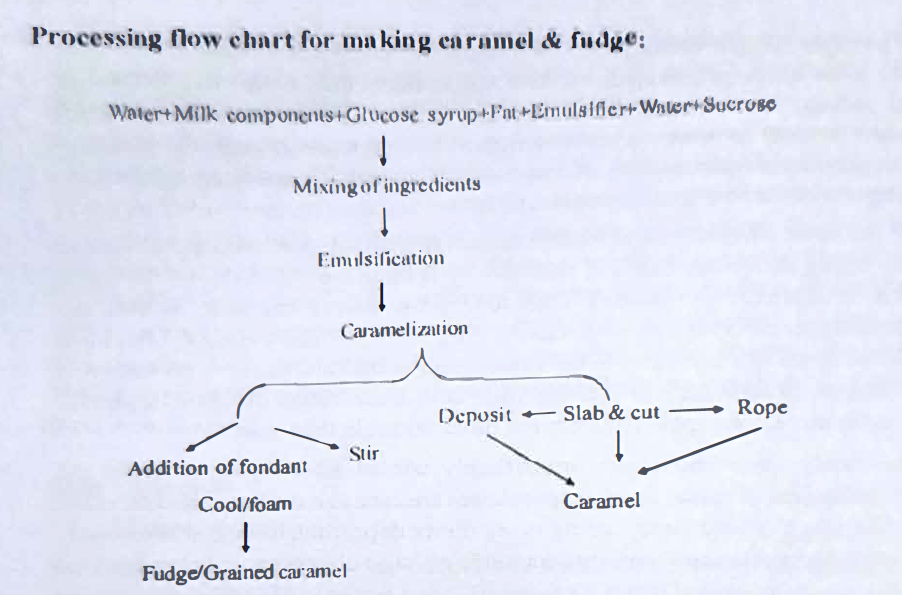 Processing flow chart for making caramel & fudge:
Water+Milk components+Glucose syrup+Fat+Emulsifier+Water+Sucrose
Mixing of ingredients
Emulsification
Caramelization
Deposit Slab & cut Rope
Addition of fondant Stir
Cool/foam Caramel
Fudge/Grained caramel